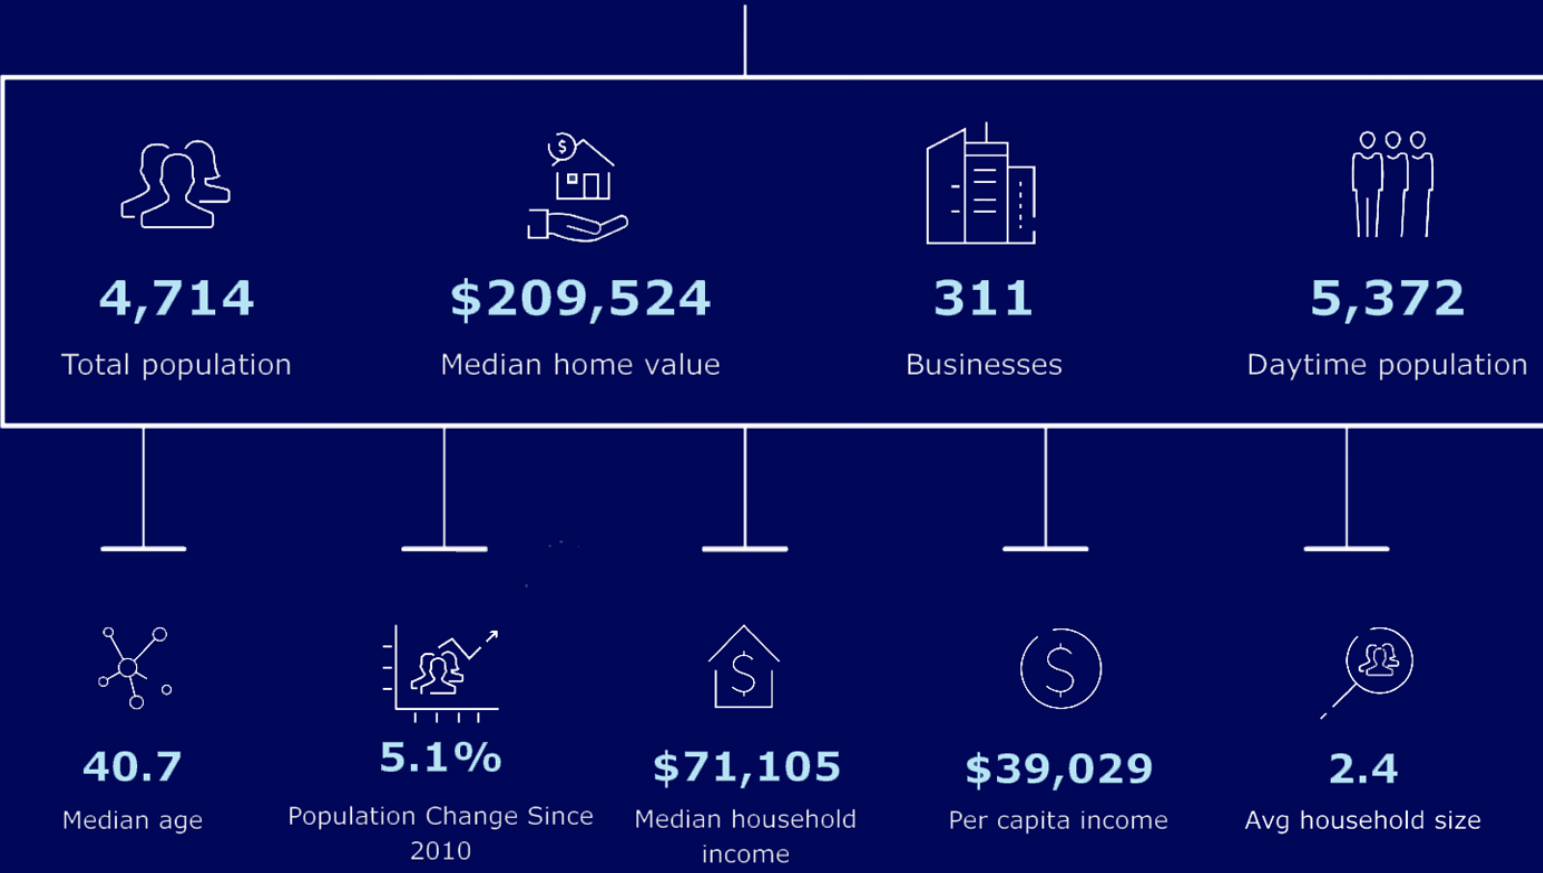 4,714
Total population
$209,524
Median home value
311
Businesses
5,372
Daytime population
40.7
Median age
5.1%
Population Change Since
2010
$71,105
Median household
income
$39,029
Per capita income
2.4
Avg household size